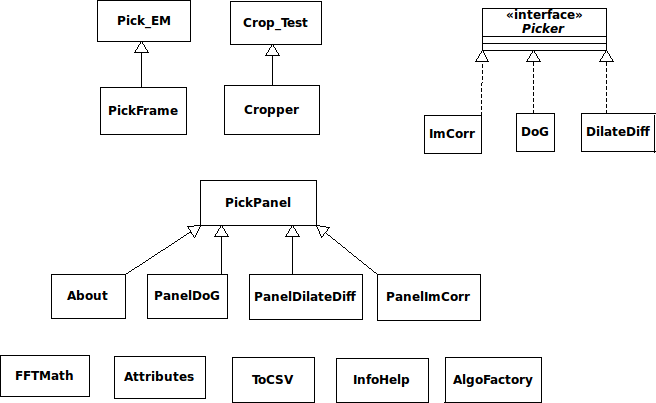 Pick_EM
Crop_Test
«interface»
Picker
PickFrame
Cropper
ImCorr
DoG
DilateDiff
PickPanel
About
PanelDoG
PanelDilateDiff
PanelImCorr
FFTMath
Attributes
ToCSV
InfoHelp
AlgoFactory